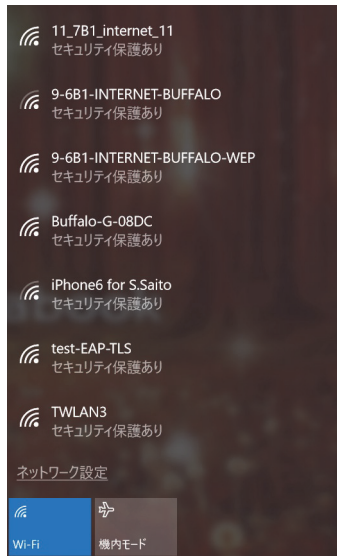 11_7B1_internet_11
セキュリティ保護あり
9-6B1-INTERNET-BUFFALO
セキュリティ保護あり
9-6B1-INTERNET-BUFFALO-WEP
セキュリティ保護あり
Buffalo-G-08DC
セキュリティ保護あり
iPhone6 for S.Saito
セキュリティ保護あり
test-EAP-TLS
セキュリティ保護あり
TWLAN3
セキュリティ保護あり
ネットワーク設定
Wi-Fi
機内モード